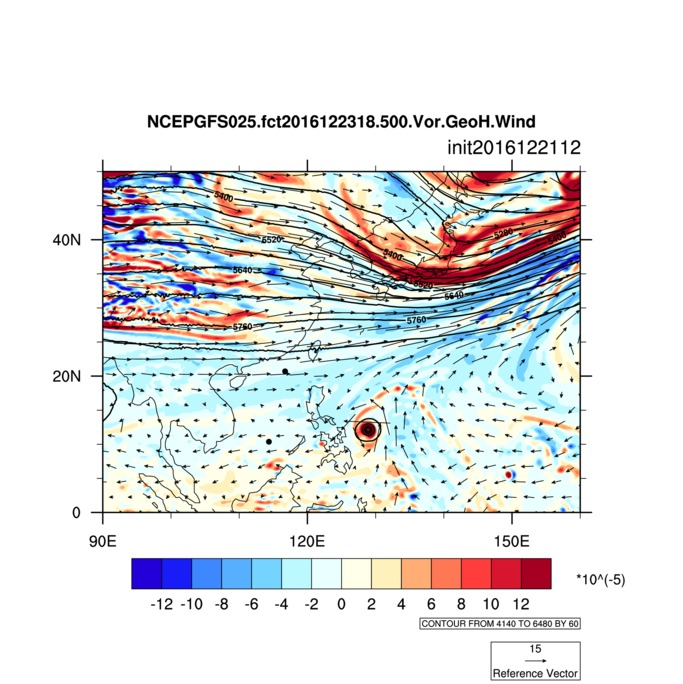 NCEPGFS025.fct2016122318.500.Vor.GeoH.Wind
init2016122112
5400
5280
5400
40N
5520
5400
5640
5520
5640
5760
5760
20N
0
90E 120E 150E
-12 -10 -8 -6 -4 -2 0 2 4 6 8 10 12
*10^(-5)
CONTOUR FROM 4140 TO 6480 BY 60
15
Reference Vector